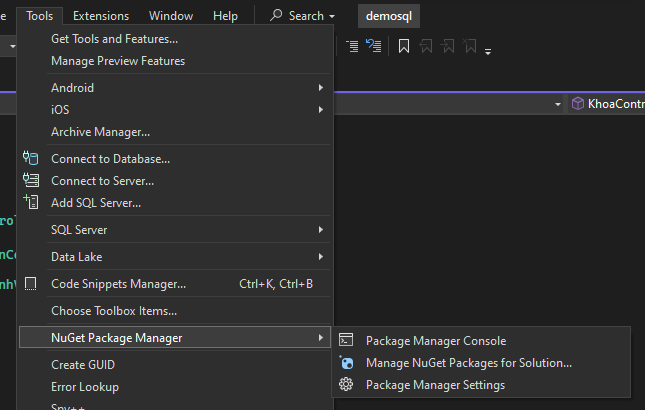 e Tools Extensions Window Help Search demosql
Get Tools and Features...
Manage Preview Features
Android
iOS
KhoaContr
Archive Manager...
Connect to Database...
Connect to Server...
Add SQL Server...
ro
SQL Server
nCo
Data Lake
nhV
Code Snippets Manager... Ctrl+K, Ctrl+B
Choose Toolbox Items...
NuGet Package Manager
Package Manager Console
Manage NuGet Packages for Solution...
Package Manager Settings
Create GUID
Error Lookup
Spy++